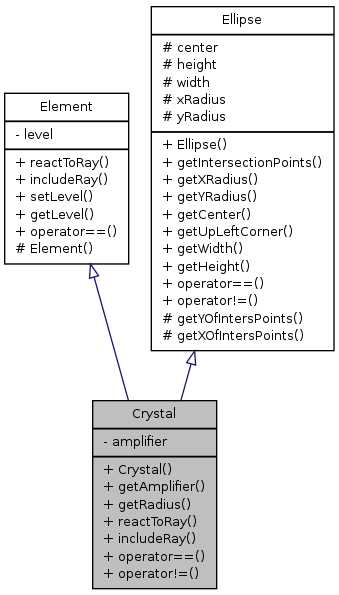 Ellipse
# center
# height
# width
# xRadius
# yRadius
+ Ellipse()
+ getIntersectionPoints()
+ getXRadius()
+ getYRadius()
+ getCenter()
+ getUpLeftCorner()
+ getWidth()
+ getHeight()
+ operator==()
+ operator!=()
# getYOfIntersPoints()
# getXOfIntersPoints()
Element
- level
+ reactToRay()
+ includeRay()
+ setLevel()
+ getLevel()
+ operator==()
# Element()
Crystal
- amplifier
+ Crystal()
+ getAmplifier()
+ getRadius()
+ reactToRay()
+ includeRay()
+ operator==()
+ operator!=()